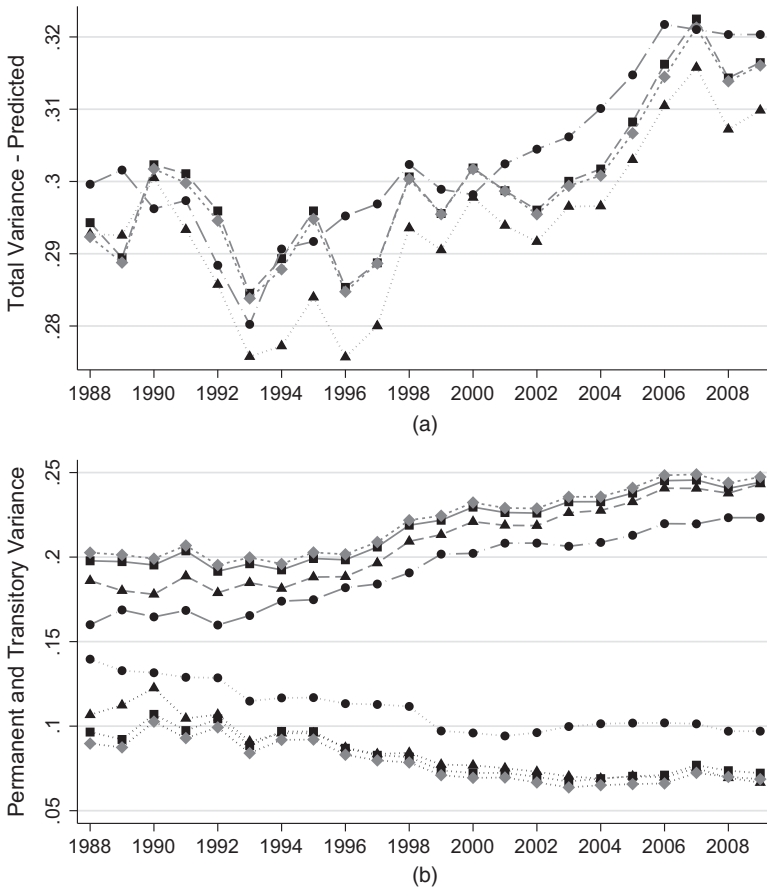 Total Variance - Predicted
.32
.31
.3
.29
.28
1988 1990 1992 1994 1996 1998 2000 2002 2004 2006 2008
(a)
Permanent and Transitory Variance
.25
.2
.15
.1
.05
1988 1990 1992 1994 1996 1998 2000 2002 2004 2006 2008
(b)